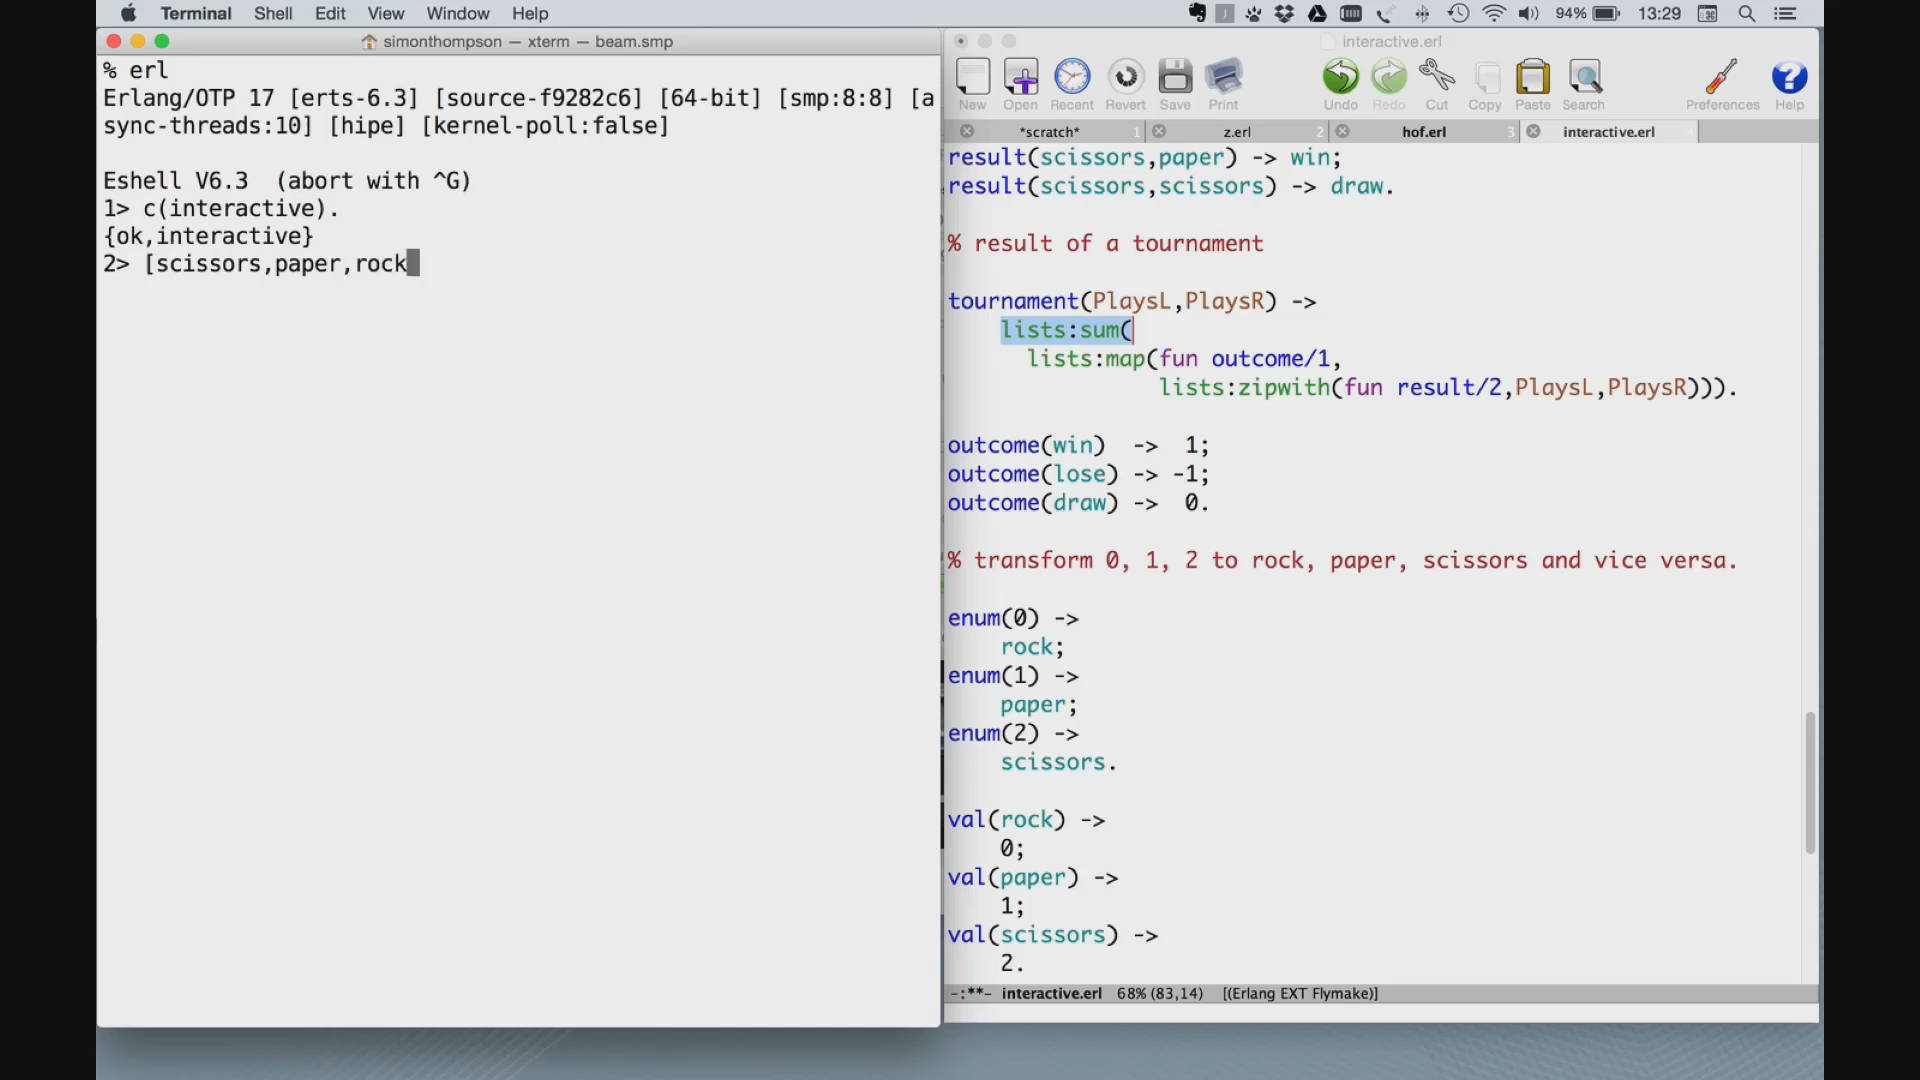 Terminal Shell Edit View Window Help
94% 13:29
simonthompson — xterm — beam.smp
% erl
Erlang/OTP 17 [erts-6.3] [source-f9282c6] [64-bit] [smp:8:8] [a
sync-threads:10] [hipe] [kernel-poll:false]
Eshell V6.3 (abort with ^G)
1> c(interactive).
{ok,interactive}
2> [scissors,paper,rock
interactive.erl
New Open Recent Revert Save Print Undo Redo Cut Copy Paste Search Preferences Help
*scratch* 1 z.erl 2 hof.erl 3 interactive.erl
result(scissors,paper) -> win;
result(scissors,scissors) -> draw.
% result of a tournament
tournament(PlaysL,PlaysR) ->
lists:sum(
lists:map(fun outcome/1,
lists:zipwith(fun result/2,PlaysL,PlaysR))).
outcome(win) -> 1;
outcome(lose) -> -1;
outcome(draw) -> 0.
% transform 0, 1, 2 to rock, paper, scissors and vice versa.
enum(0) ->
rock;
enum(1) ->
paper;
enum(2) ->
scissors.
val(rock) ->
0;
val(paper) ->
1;
val(scissors) ->
2.
-:**- interactive.erl 68% (83,14) [(Erlang EXT Flymake)]